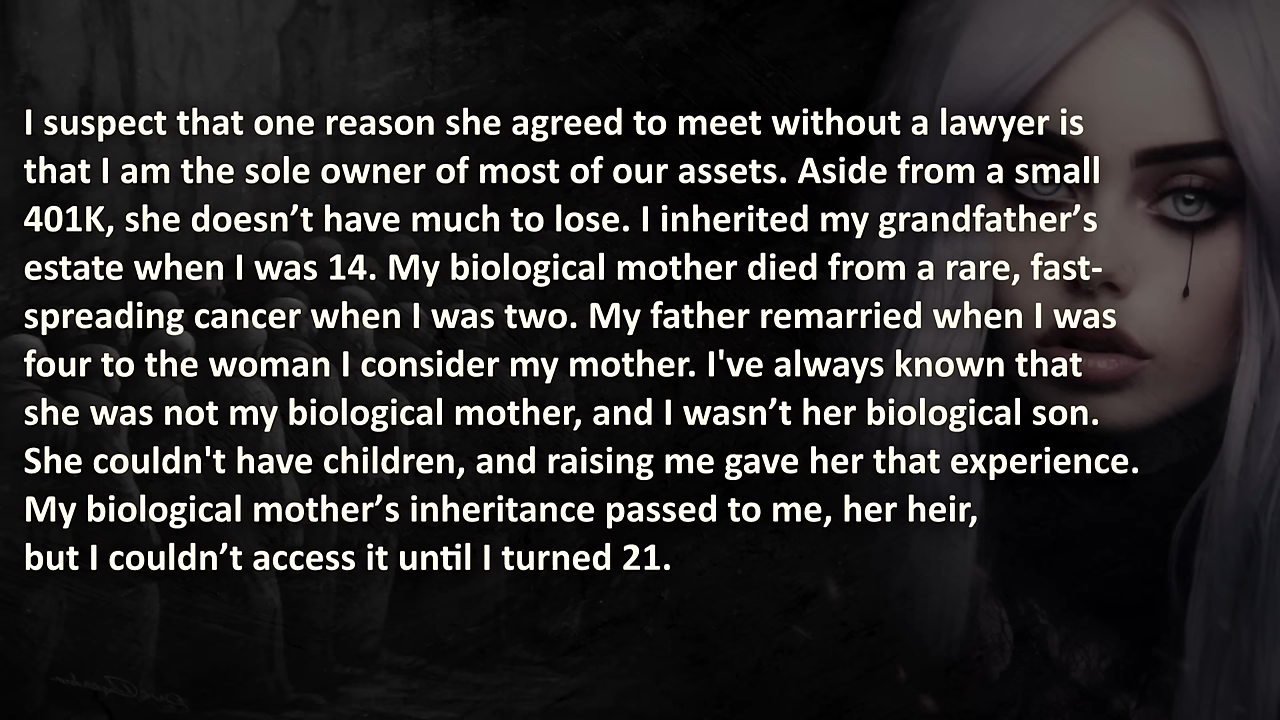 I suspect that one reason she agreed to meet without a lawyer is
that I am the sole owner of most of our assets. Aside from a small
401K, she doesn’t have much to lose. I inherited my grandfather’s
estate when I was 14. My biological mother died from a rare, fast-
spreading cancer when I was two. My father remarried when I was
four to the woman I consider my mother. I've always known that
she was not my biological mother, and I wasn’t her biological son.
She couldn't have children, and raising me gave her that experience.
My biological mother’s inheritance passed to me, her heir,
but I couldn’t access it until I turned 21.